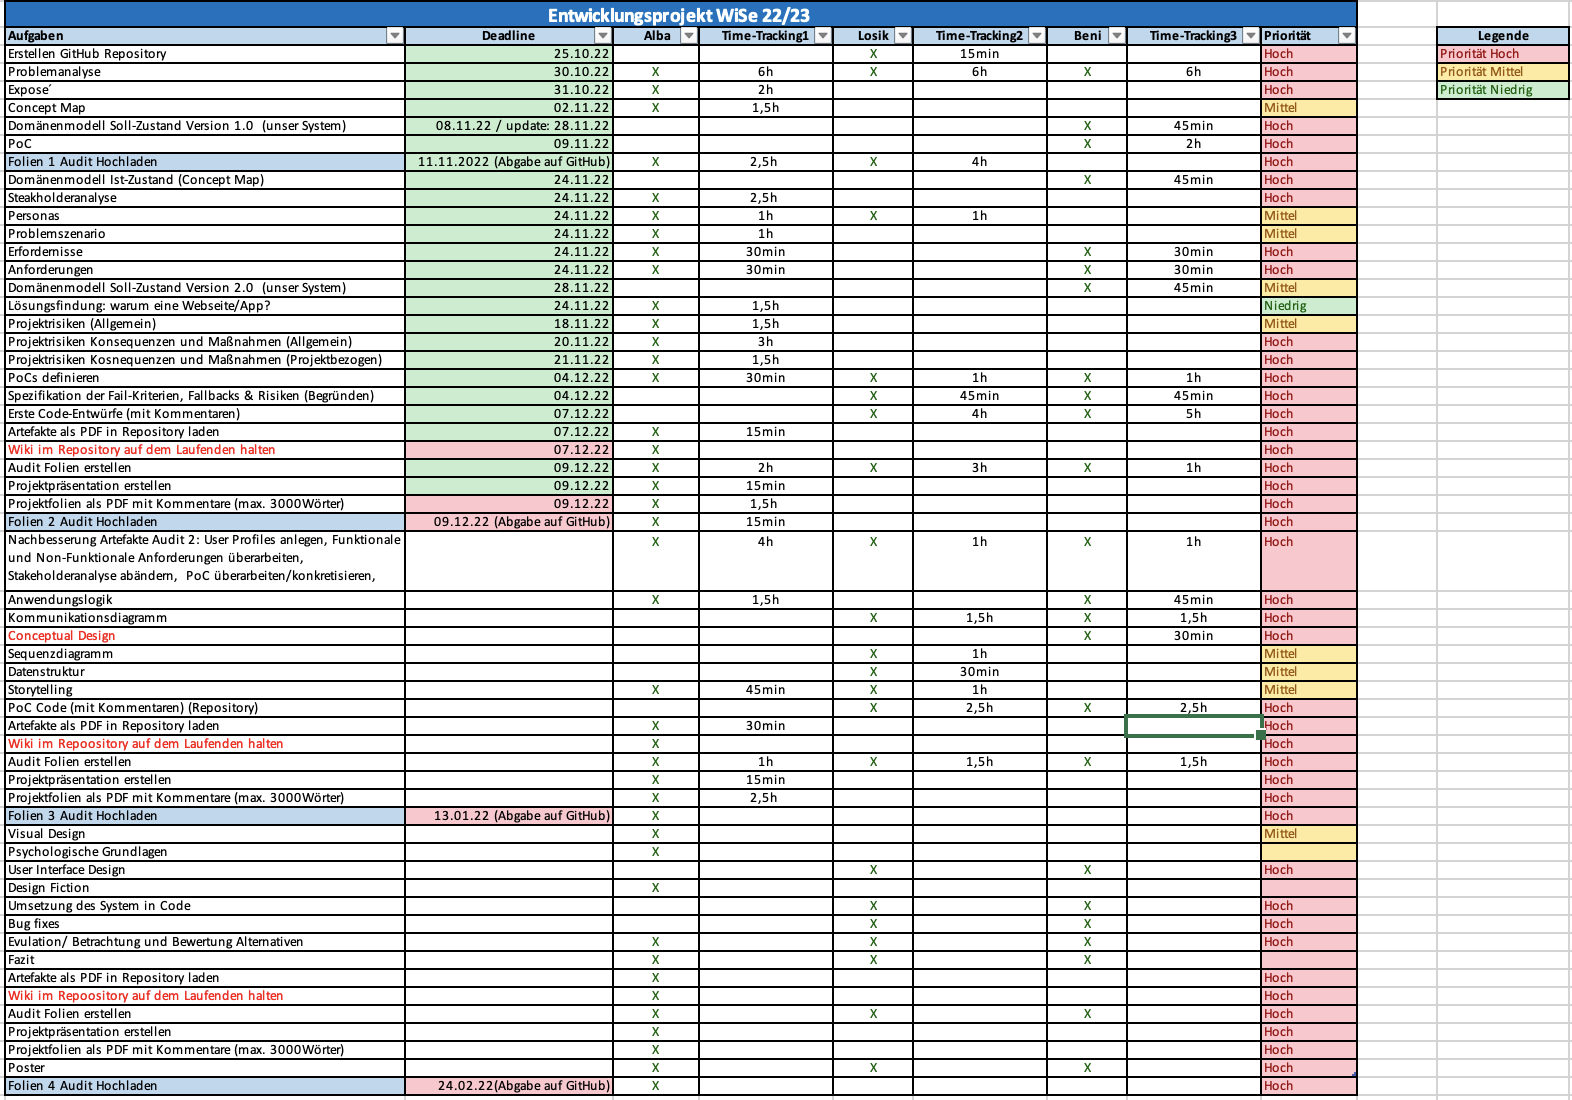 Entwicklungsprojekt WiSe 22/23
Aufgaben Deadline Alba Time-Tracking1 Losik Time-Tracking2 Beni Time-Tracking3 Priorität Legende
Erstellen GitHub Repository 25.10.22 X 15min Hoch Priorität Hoch
Problemanalyse 30.10.22 X 6h X 6h X 6h Hoch Priorität Mittel
Expose´ 31.10.22 X 2h Hoch Priorität Niedrig
Concept Map 02.11.22 X 1,5h Mittel
Domänenmodell Soll-Zustand Version 1.0 (unser System) 08.11.22 / update: 28.11.22 X 45min Hoch
PoC 09.11.22 X 2h Hoch
Folien 1 Audit Hochladen 11.11.2022 (Abgabe auf GitHub) X 2,5h X 4h Hoch
Domänenmodell Ist-Zustand (Concept Map) 24.11.22 X 45min Hoch
Steakholderanalyse 24.11.22 X 2,5h Hoch
Personas 24.11.22 X 1h X 1h Mittel
Problemszenario 24.11.22 X 1h Mittel
Erfordernisse 24.11.22 X 30min X 30min Hoch
Anforderungen 24.11.22 X 30min X 30min Hoch
Domänenmodell Soll-Zustand Version 2.0 (unser System) 28.11.22 X 45min Mittel
Lösungsfindung: warum eine Webseite/App? 24.11.22 X 1,5h Niedrig
Projektrisiken (Allgemein) 18.11.22 X 1,5h Mittel
Projektrisiken Konsequenzen und Maßnahmen (Allgemein) 20.11.22 X 3h Hoch
Projektrisiken Kosnequenzen und Maßnahmen (Projektbezogen) 21.11.22 X 1,5h Hoch
PoCs definieren 04.12.22 X 30min X 1h X 1h Hoch
Spezifikation der Fail-Kriterien, Fallbacks & Risiken (Begründen) 04.12.22 X 45min X 45min Hoch
Erste Code-Entwürfe (mit Kommentaren) 07.12.22 X 4h X 5h Hoch
Artefakte als PDF in Repository laden 07.12.22 X 15min Hoch
Wiki im Repository auf dem Laufenden halten 07.12.22 X Hoch
Audit Folien erstellen 09.12.22 X 2h X 3h X 1h Hoch
Projektpräsentation erstellen 09.12.22 X 15min Hoch
Projektfolien als PDF mit Kommentare (max. 3000Wörter) 09.12.22 X 1,5h Hoch
Folien 2 Audit Hochladen 09.12.22 (Abgabe auf GitHub) X 15min Hoch
Nachbesserung Artefakte Audit 2: User Profiles anlegen, Funktionale X 4h X 1h X 1h Hoch
und Non-Funktionale Anforderungen überarbeiten,
Stakeholderanalyse abändern, PoC überarbeiten/konkretisieren,
Anwendungslogik X 1,5h X 45min Hoch
Kommunikationsdiagramm X 1,5h X 1,5h Hoch
Conceptual Design X 30min Hoch
Sequenzdiagramm X 1h Mittel
Datenstruktur X 30min Mittel
Storytelling X 45min X 1h Mittel
PoC Code (mit Kommentaren) (Repository) X 2,5h X 2,5h Hoch
Artefakte als PDF in Repository laden X 30min Hoch
Wiki im Repoository auf dem Laufenden halten X Hoch
Audit Folien erstellen X 1h X 1,5h X 1,5h Hoch
Projektpräsentation erstellen X 15min Hoch
Projektfolien als PDF mit Kommentare (max. 3000Wörter) X 2,5h Hoch
Folien 3 Audit Hochladen 13.01.22 (Abgabe auf GitHub) X Hoch
Visual Design X Mittel
Psychologische Grundlagen X
User Interface Design X X Hoch
Design Fiction X
Umsetzung des System in Code X X Hoch
Bug fixes X X Hoch
Evulation/ Betrachtung und Bewertung Alternativen X X X Hoch
Fazit X X X
Artefakte als PDF in Repository laden X Hoch
Wiki im Repoository auf dem Laufenden halten X Hoch
Audit Folien erstellen X X X Hoch
Projektpräsentation erstellen X Hoch
Projektfolien als PDF mit Kommentare (max. 3000Wörter) X Hoch
Poster X X X Hoch
Folien 4 Audit Hochladen 24.02.22(Abgabe auf GitHub) X Hoch